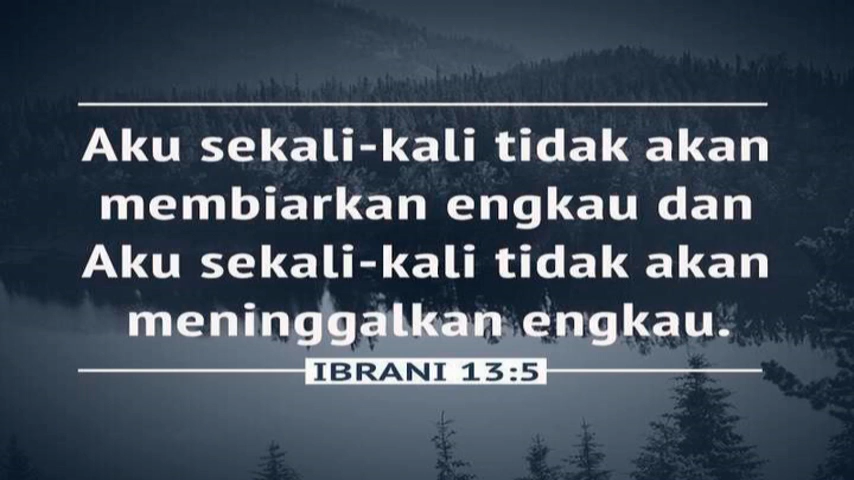 Aku sekali-kali tidak akan
membiarkan engkau dan
Aku sekali-kali tidak akan
meninggalkan engkau.
IBRANI 13:5